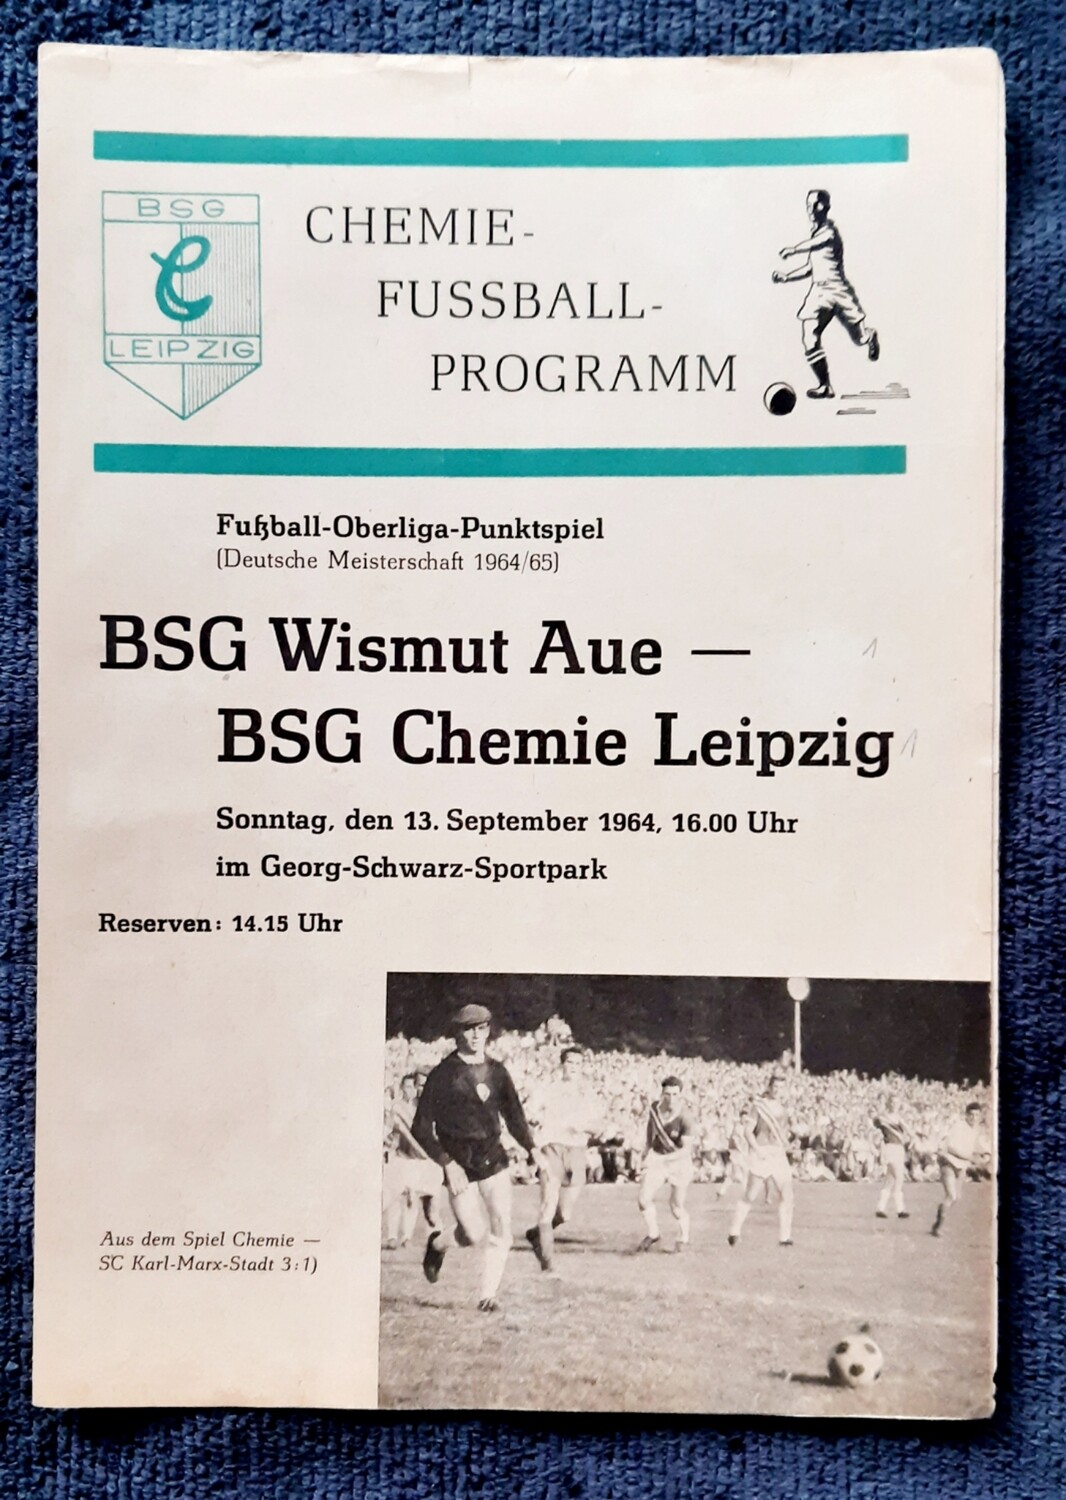 BSG
LEIPZIG
CHEMIE-
FUSSBALL-
PROGRAMM
Fußball-Oberliga-Punktspiel
(Deutsche Meisterschaft 1964/65)
BSG Wismut Aue — 1
BSG Chemie Leipzig 1
Sonntag, den 13. September 1964, 16.00 Uhr
im Georg-Schwarz-Sportpark
Reserven: 14.15 Uhr
Aus dem Spiel Chemie —
SC Karl-Marx-Stadt 3:1)